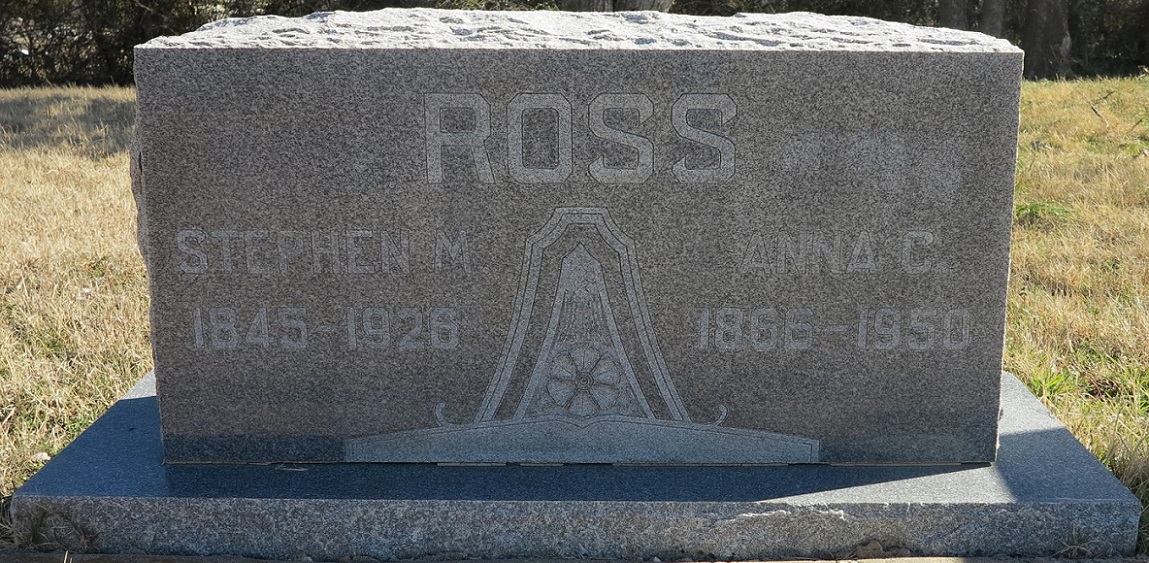 ROSS
STEPHEN M.
1845-1926
ANNA C.
1866-1950